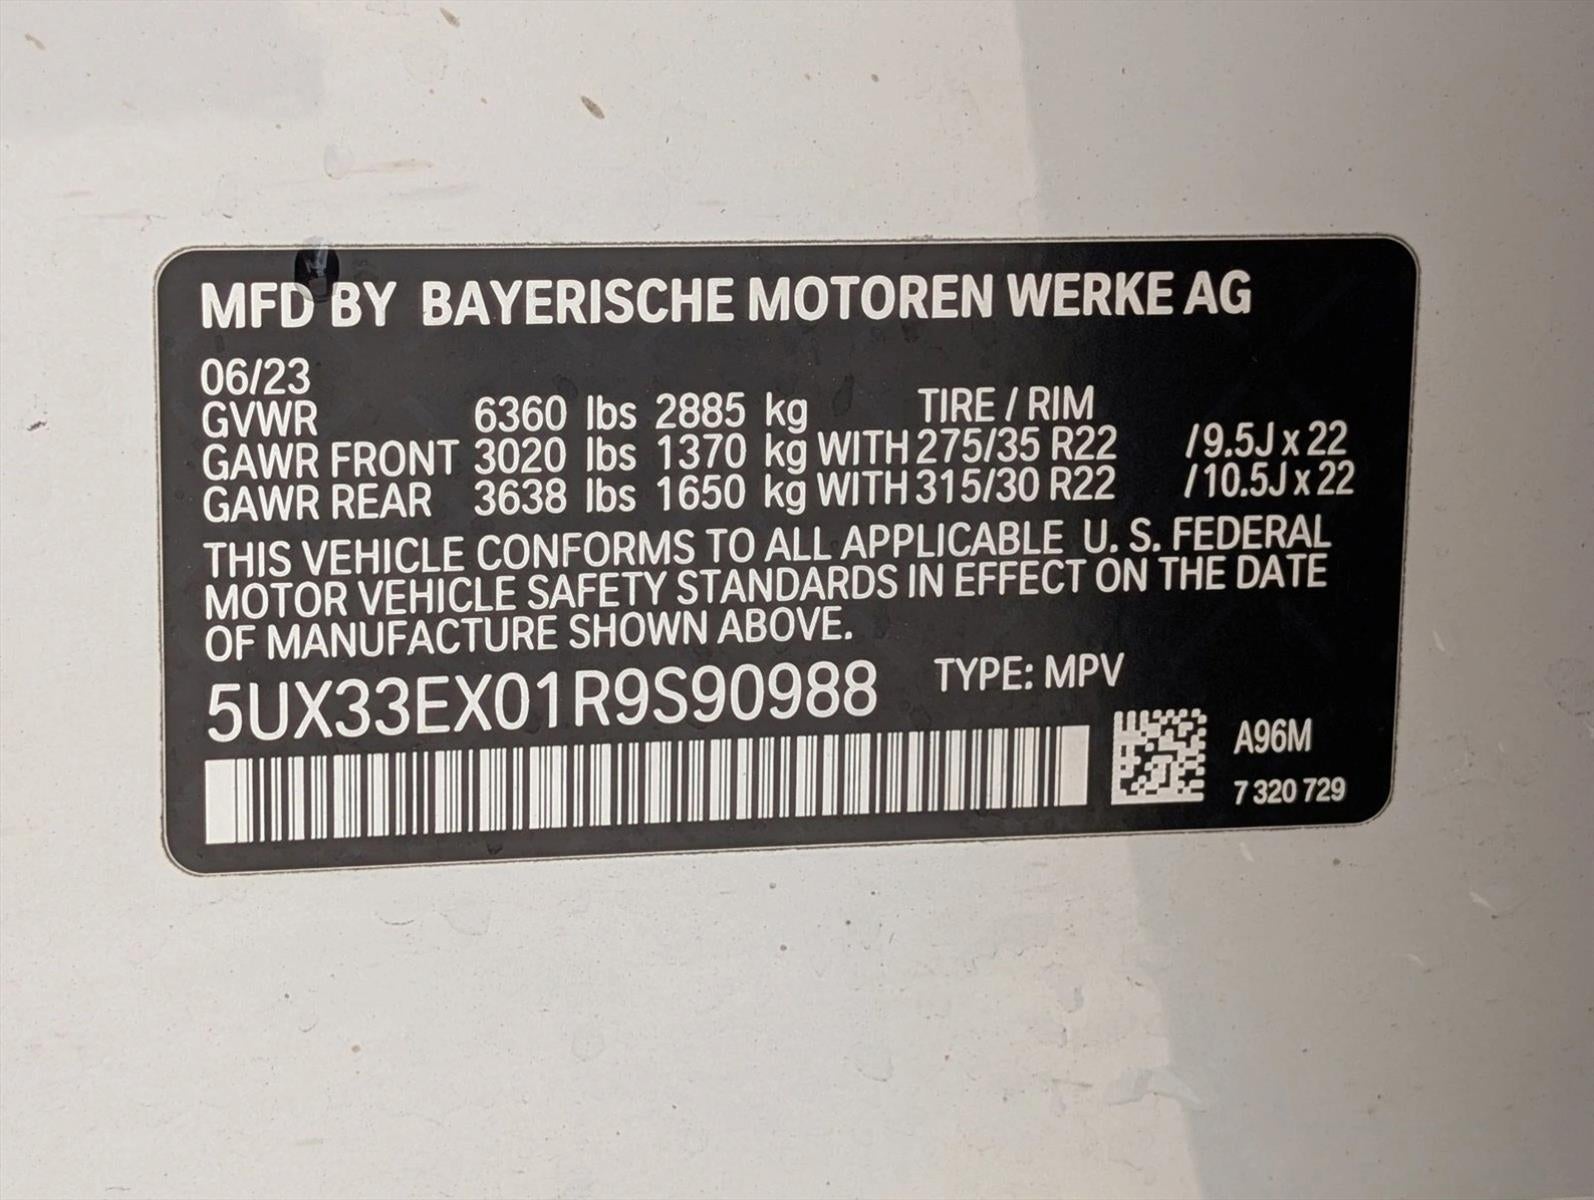 MFD BY BAYERISCHE MOTOREN WERKE AG
06/23
GVWR 6360 lbs 2885 kg TIRE / RIM
GAWR FRONT 3020 lbs 1370 kg WITH 275/35 R22 /9.5J x 22
GAWR REAR 3638 lbs 1650 kg WITH 315/30 R22 /10.5J x 22
THIS VEHICLE CONFORMS TO ALL APPLICABLE U. S. FEDERAL
MOTOR VEHICLE SAFETY STANDARDS IN EFFECT ON THE DATE
OF MANUFACTURE SHOWN ABOVE.
5UX33EX01R9S90988 TYPE: MPV
A96M
7 320 729